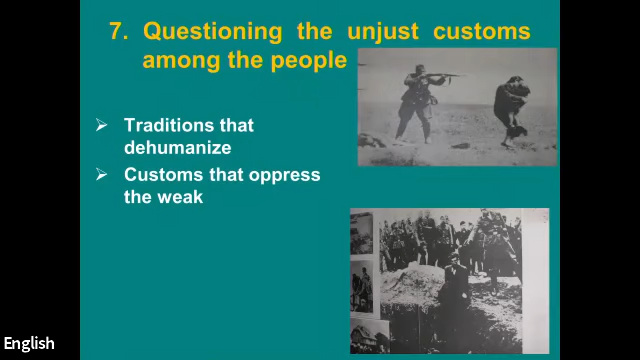 7. Questioning the unjust customs
among the people
Traditions that
dehumanize
Customs that oppress
the weak
English